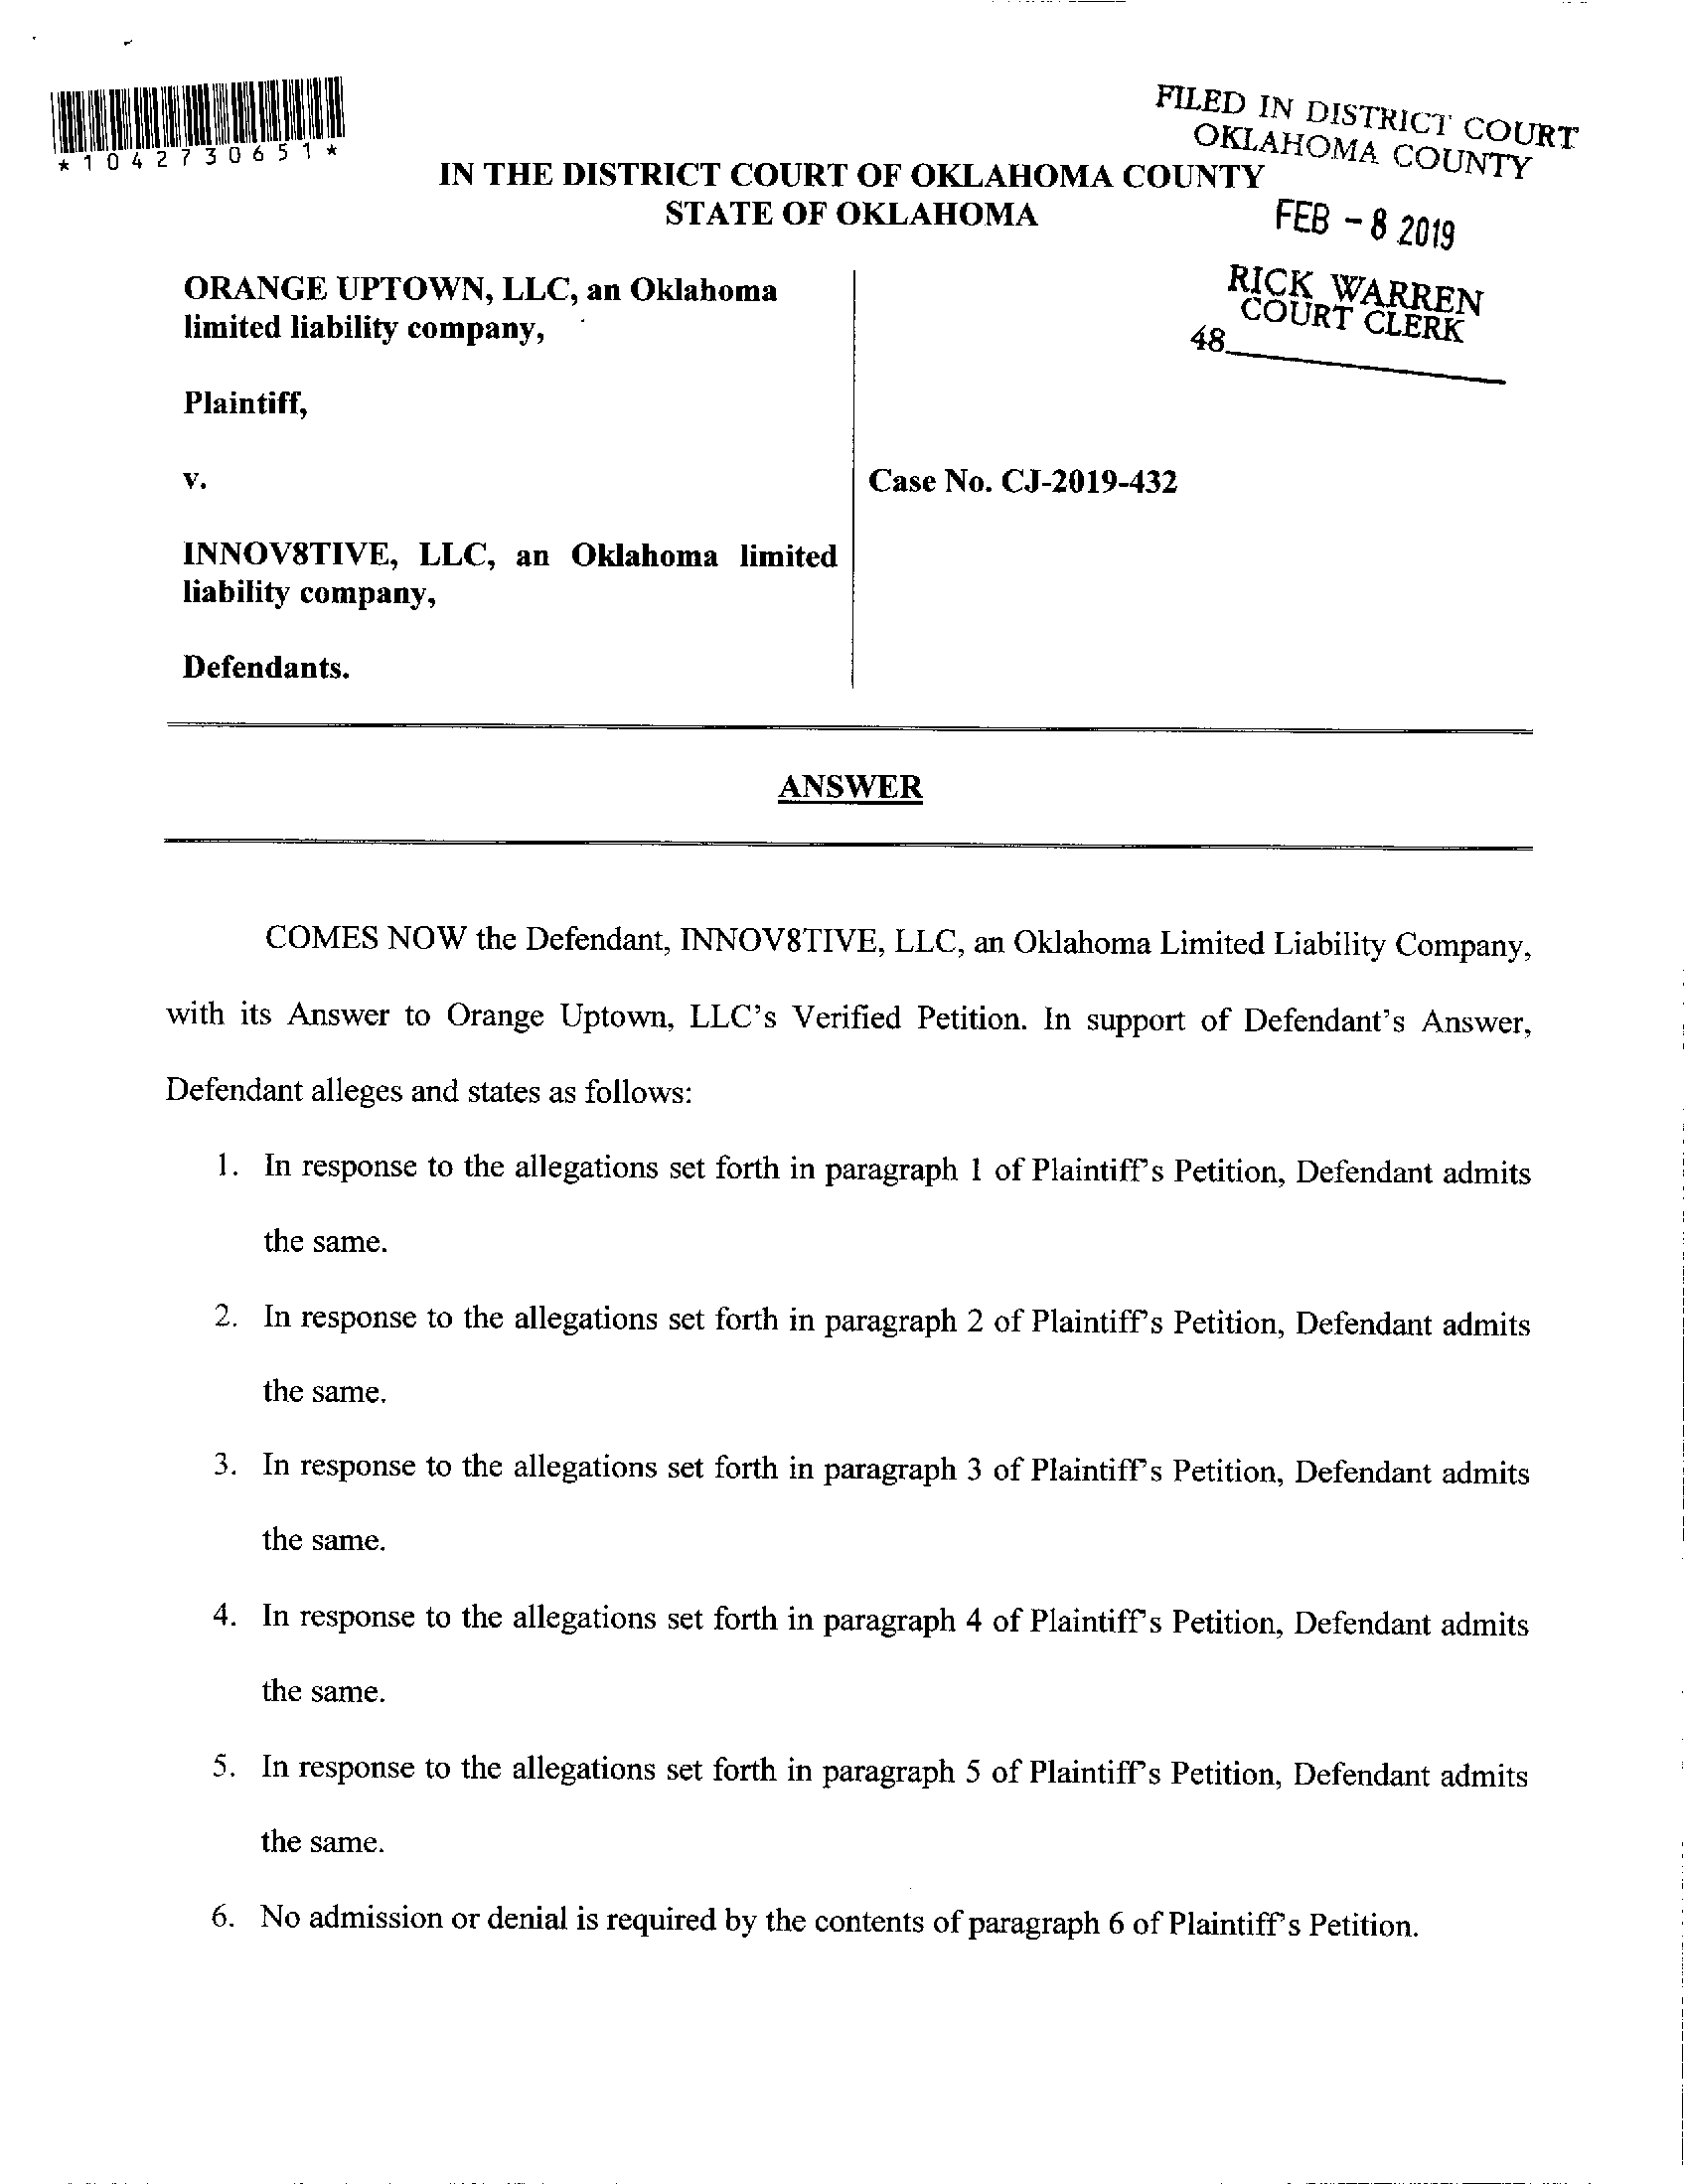 *1042730651*
FILED IN DISTRICT COURT
OKLAHOMA COUNTY
IN THE DISTRICT COURT OF OKLAHOMA COUNTY
STATE OF OKLAHOMA
FEB - 8 2019
RICK WARREN
COURT CLERK
48
ORANGE UPTOWN, LLC, an Oklahoma
limited liability company,
Plaintiff,
v.
Case No. CJ-2019-432
INNOV8TIVE, LLC, an Oklahoma limited
liability company,
Defendants.
ANSWER
COMES NOW the Defendant, INNOV8TIVE, LLC, an Oklahoma Limited Liability Company,
with its Answer to Orange Uptown, LLC's Verified Petition. In support of Defendant's Answer,
Defendant alleges and states as follows:
1. In response to the allegations set forth in paragraph 1 of Plaintiff's Petition, Defendant admits
the same.
2. In response to the allegations set forth in paragraph 2 of Plaintiff's Petition, Defendant admits
the same.
3. In response to the allegations set forth in paragraph 3 of Plaintiff's Petition, Defendant admits
the same.
4. In response to the allegations set forth in paragraph 4 of Plaintiff's Petition, Defendant admits
the same.
5. In response to the allegations set forth in paragraph 5 of Plaintiff's Petition, Defendant admits
the same.
6. No admission or denial is required by the contents of paragraph 6 of Plaintiff's Petition.